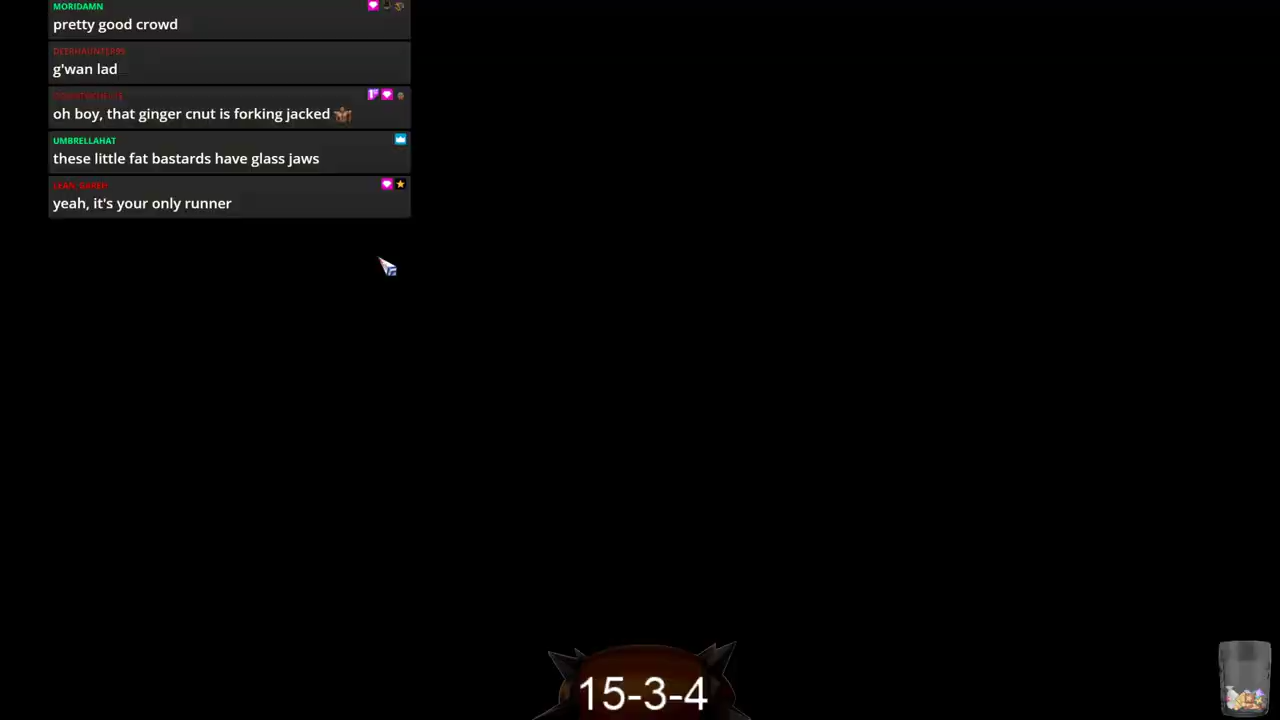 MORIDAMN
pretty good crowd
DEERHAUNTER95
g'wan lad
oh boy, that ginger cnut is forking jacked
UMBRELLAHAT
these little fat bastards have glass jaws
yeah, it's your only runner
15-3-4